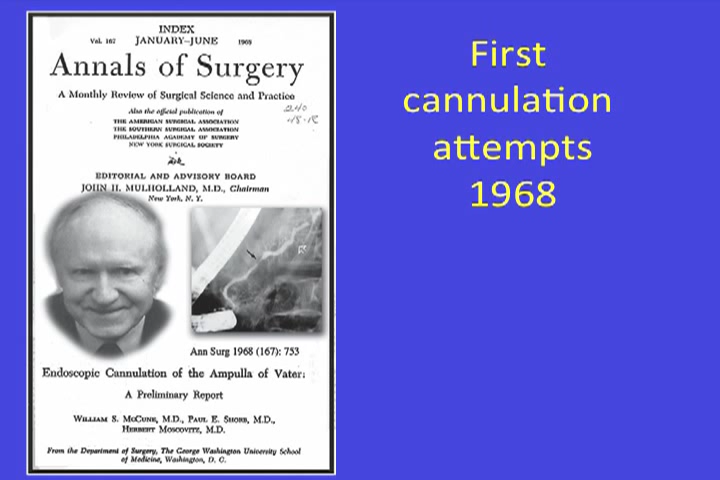 INDEX
Vol. 167 JANUARY–JUNE 1968
Annals of Surgery
A Monthly Review of Surgical Science and Practice
Also the official publication of
THE AMERICAN SURGICAL ASSOCIATION
THE SOUTHERN SURGICAL ASSOCIATION
PHILADELPHIA ACADEMY OF SURGERY
NEW YORK SURGICAL SOCIETY
EDITORIAL AND ADVISORY BOARD
JOHN H. MULHOLLAND, M.D., Chairman
New York, N. Y.
Ann Surg 1968 (167): 753
Endoscopic Cannulation of the Ampulla of Vater:
A Preliminary Report
WILLIAM S. MCCUNE, M.D., PAUL E. SHORB, M.D.,
HERBERT MOSCOVITZ, M.D.
From the Department of Surgery, The George Washington University School
of Medicine, Washington, D. C.
First
cannulation
attempts
1968